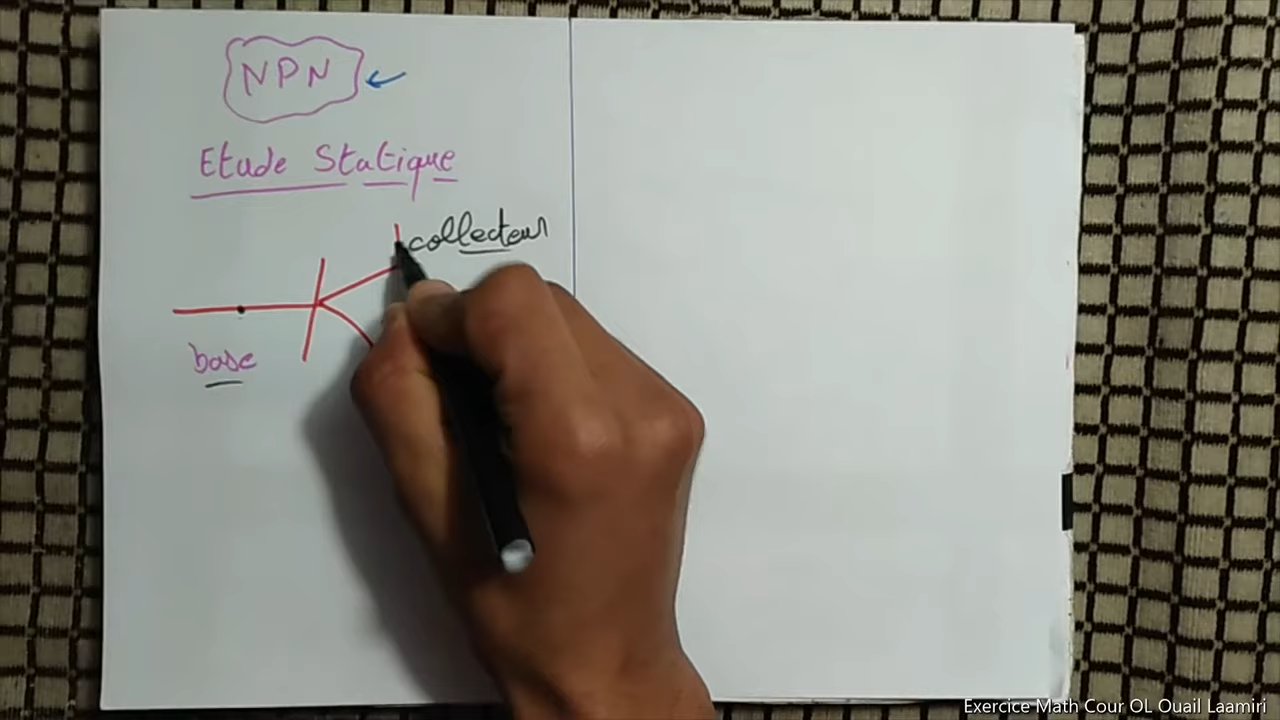 NPN
Etude Statique
collecteur
base
Exercice Math Cour OL Ouail Laamiri